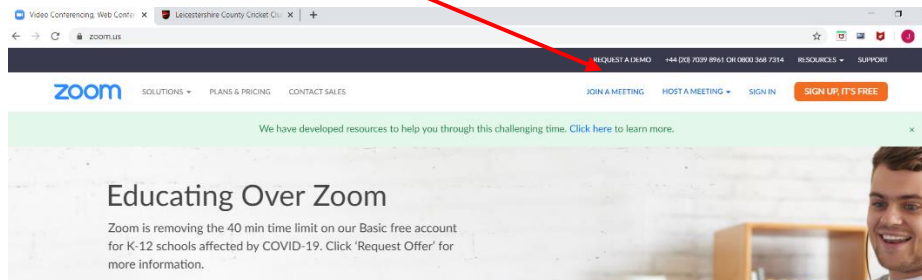 Video Conferencing, Web Confer
Leicestershire County Cricket Clu
zoom.us
REQUEST A DEMO +44 (20) 7039 8961 OR 0800 368 7314 RESOURCES SUPPORT
zoom SOLUTIONS PLANS & PRICING CONTACT SALES JOIN A MEETING HOST A MEETING SIGN IN SIGN UP, IT'S FREE
We have developed resources to help you through this challenging time. Click here to learn more.
Educating Over Zoom
Zoom is removing the 40 min time limit on our Basic free account
for K-12 schools affected by COVID-19. Click 'Request Offer' for
more information.